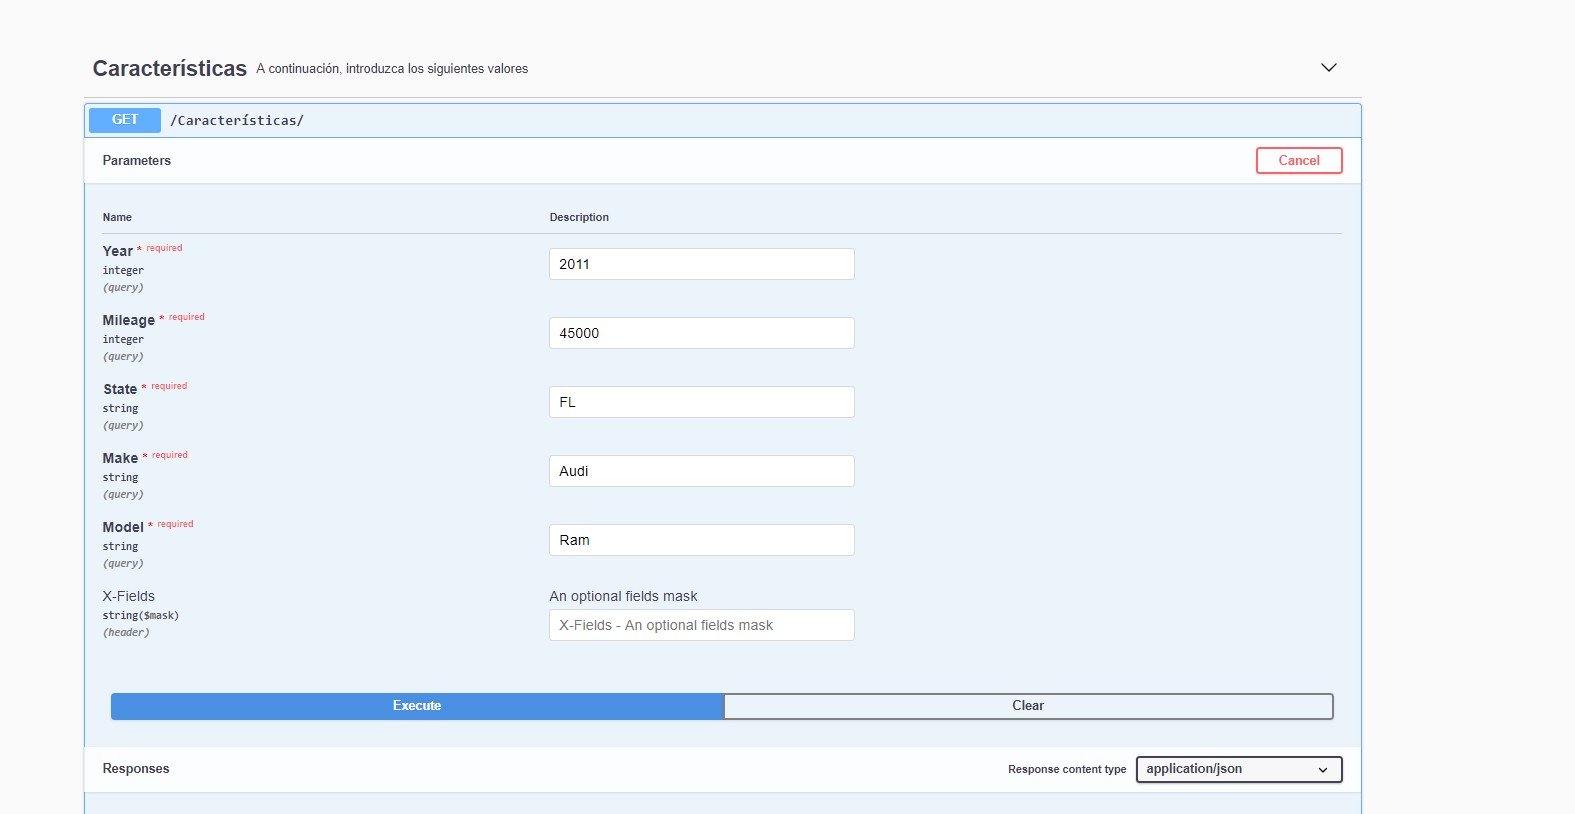 Características A continuación, introduzca los siguientes valores
GET /Características/
Parameters Cancel
Name Description
Year * required
integer
(query)
2011
Mileage * required
integer
(query)
45000
State * required
string
(query)
FL
Make * required
string
(query)
Audi
Model * required
string
(query)
Ram
X-Fields
string($mask)
(header)
An optional fields mask
X-Fields - An optional fields mask
Execute Clear
Responses Response content type application/json